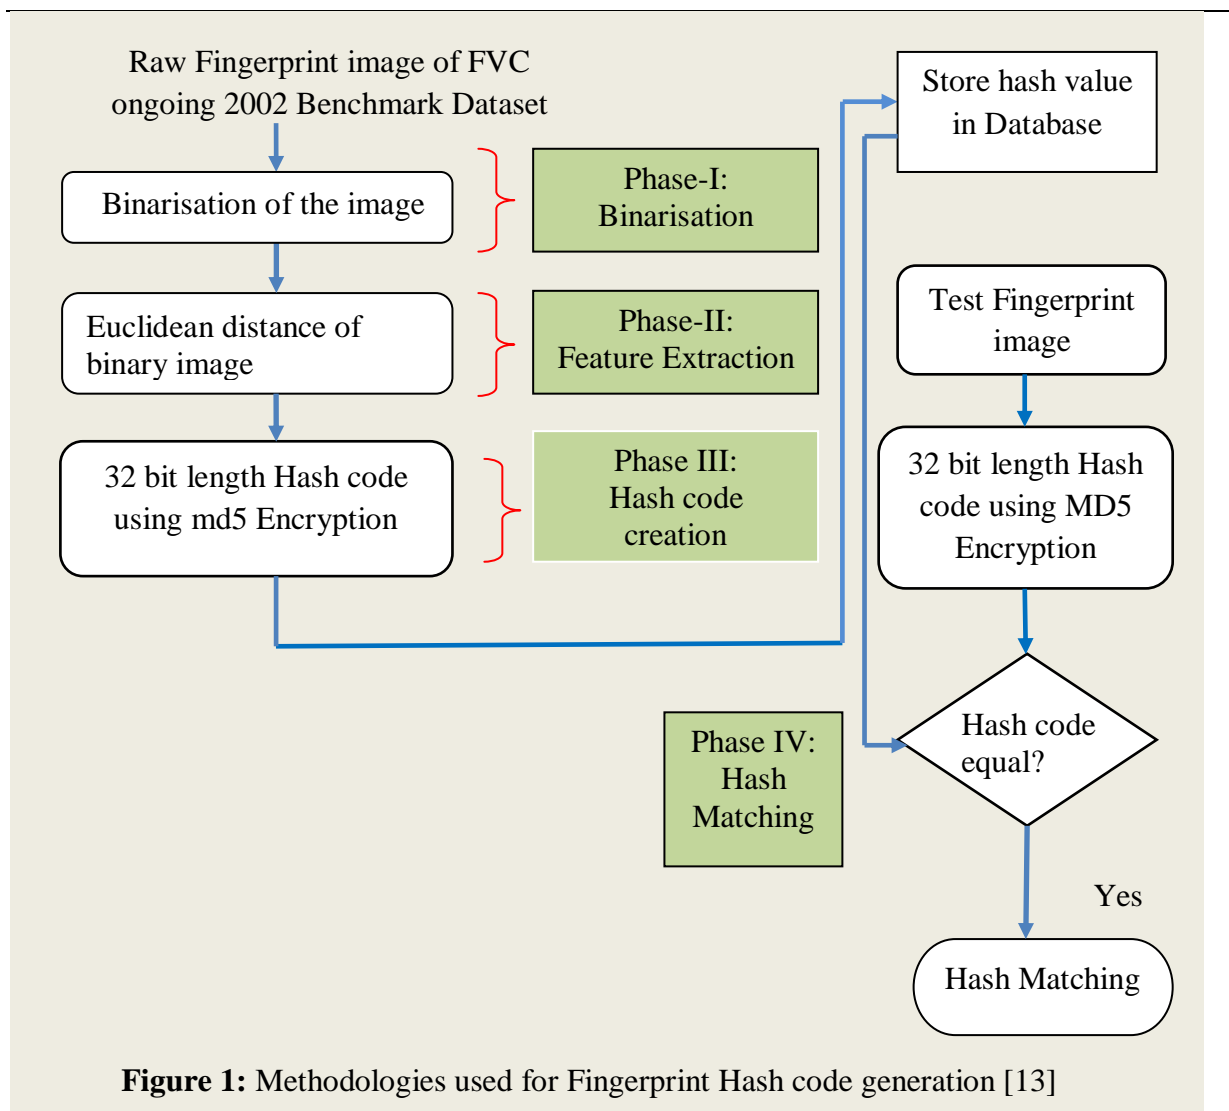 Raw Fingerprint image of FVC
ongoing 2002 Benchmark Dataset
Binarisation of the image
Phase-I:
Binarisation
Euclidean distance of
binary image
Phase-II:
Feature Extraction
32 bit length Hash code
using md5 Encryption
Phase III:
Hash code
creation
Store hash value
in Database
Test Fingerprint
image
32 bit length Hash
code using MD5
Encryption
Hash code
equal?
Phase IV:
Hash
Matching
Yes
Hash Matching
Figure 1: Methodologies used for Fingerprint Hash code generation [13]